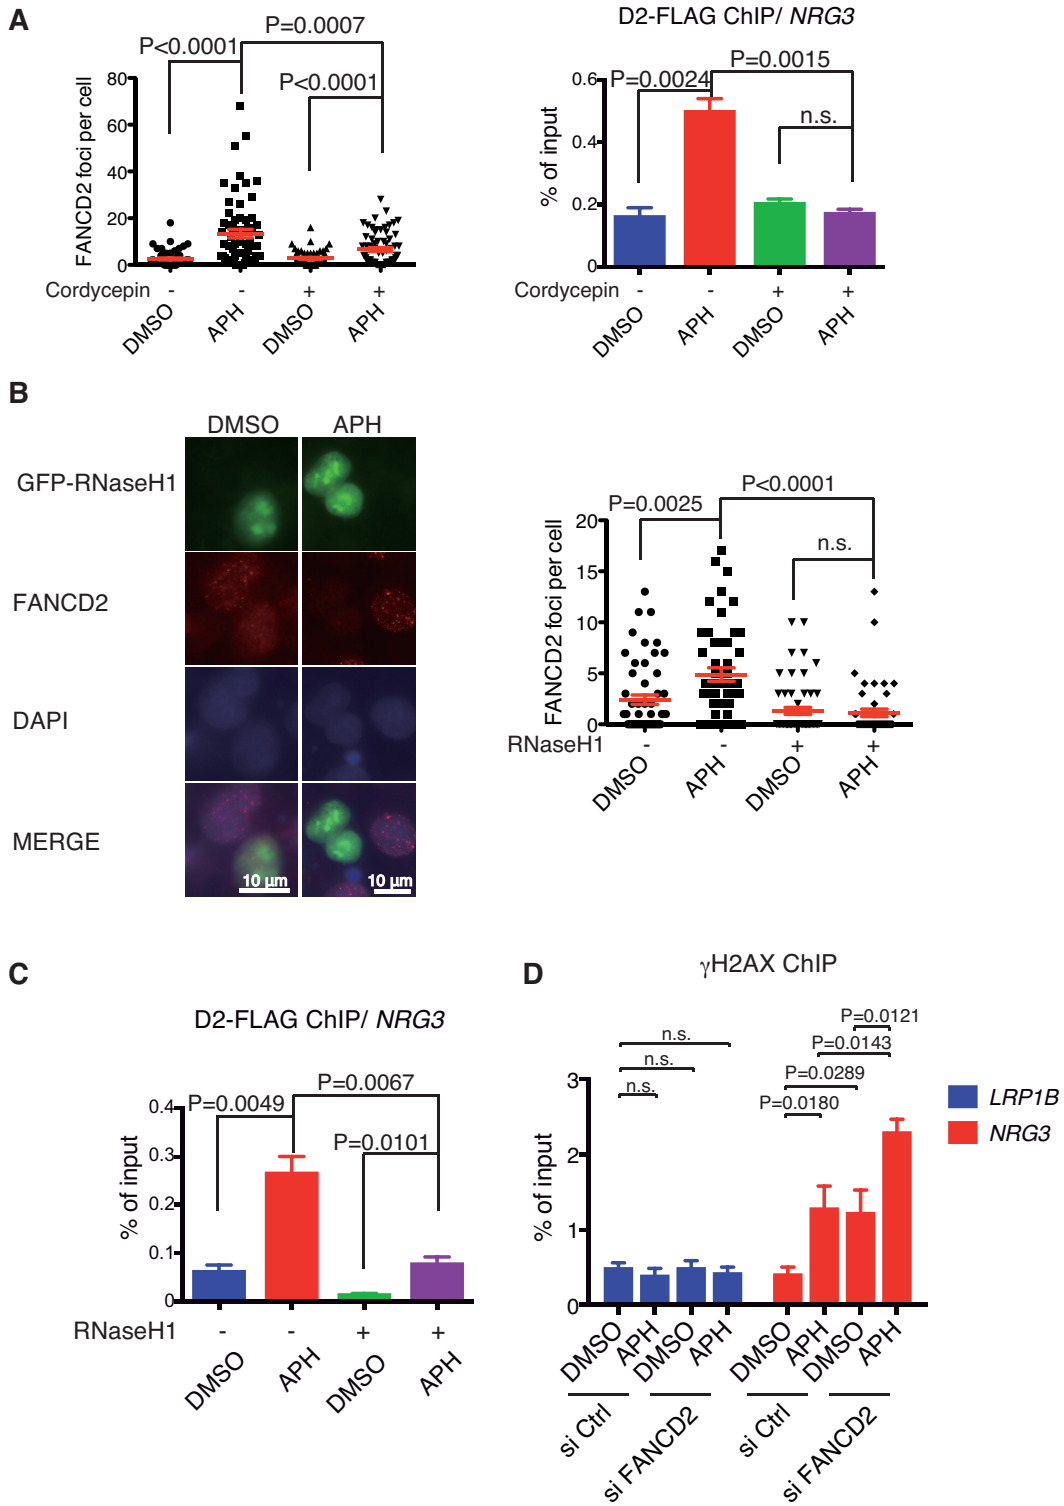 A
P<0.0001
P=0.0007
P<0.0001
FANCD2 foci per cell
80
60
40
20
0
Cordycepin - - + +
DMSO APH DMSO APH
D2-FLAG ChIP/ NRG3
P=0.0024
P=0.0015
n.s.
% of input
0.6
0.4
0.2
0
Cordycepin - - + +
DMSO APH DMSO APH
B
DMSO APH
GFP-RNaseH1
FANCD2
DAPI
MERGE
10 µm 10 µm
P=0.0025
P<0.0001
n.s.
FANCD2 foci per cell
20
15
10
5
0
RNaseH1 - - + +
DMSO APH DMSO APH
C
D2-FLAG ChIP/ NRG3
P=0.0049
P=0.0067
P=0.0101
% of input
0.4
0.3
0.2
0.1
0
RNaseH1 - - + +
DMSO APH DMSO APH
D
γH2AX ChIP
n.s.
n.s.
n.s.
P=0.0121
P=0.0143
P=0.0289
P=0.0180
% of input
3
2
1
0
LRP1B
NRG3
DMSO APH DMSO APH DMSO APH DMSO APH
si Ctrl si FANCD2 si Ctrl si FANCD2